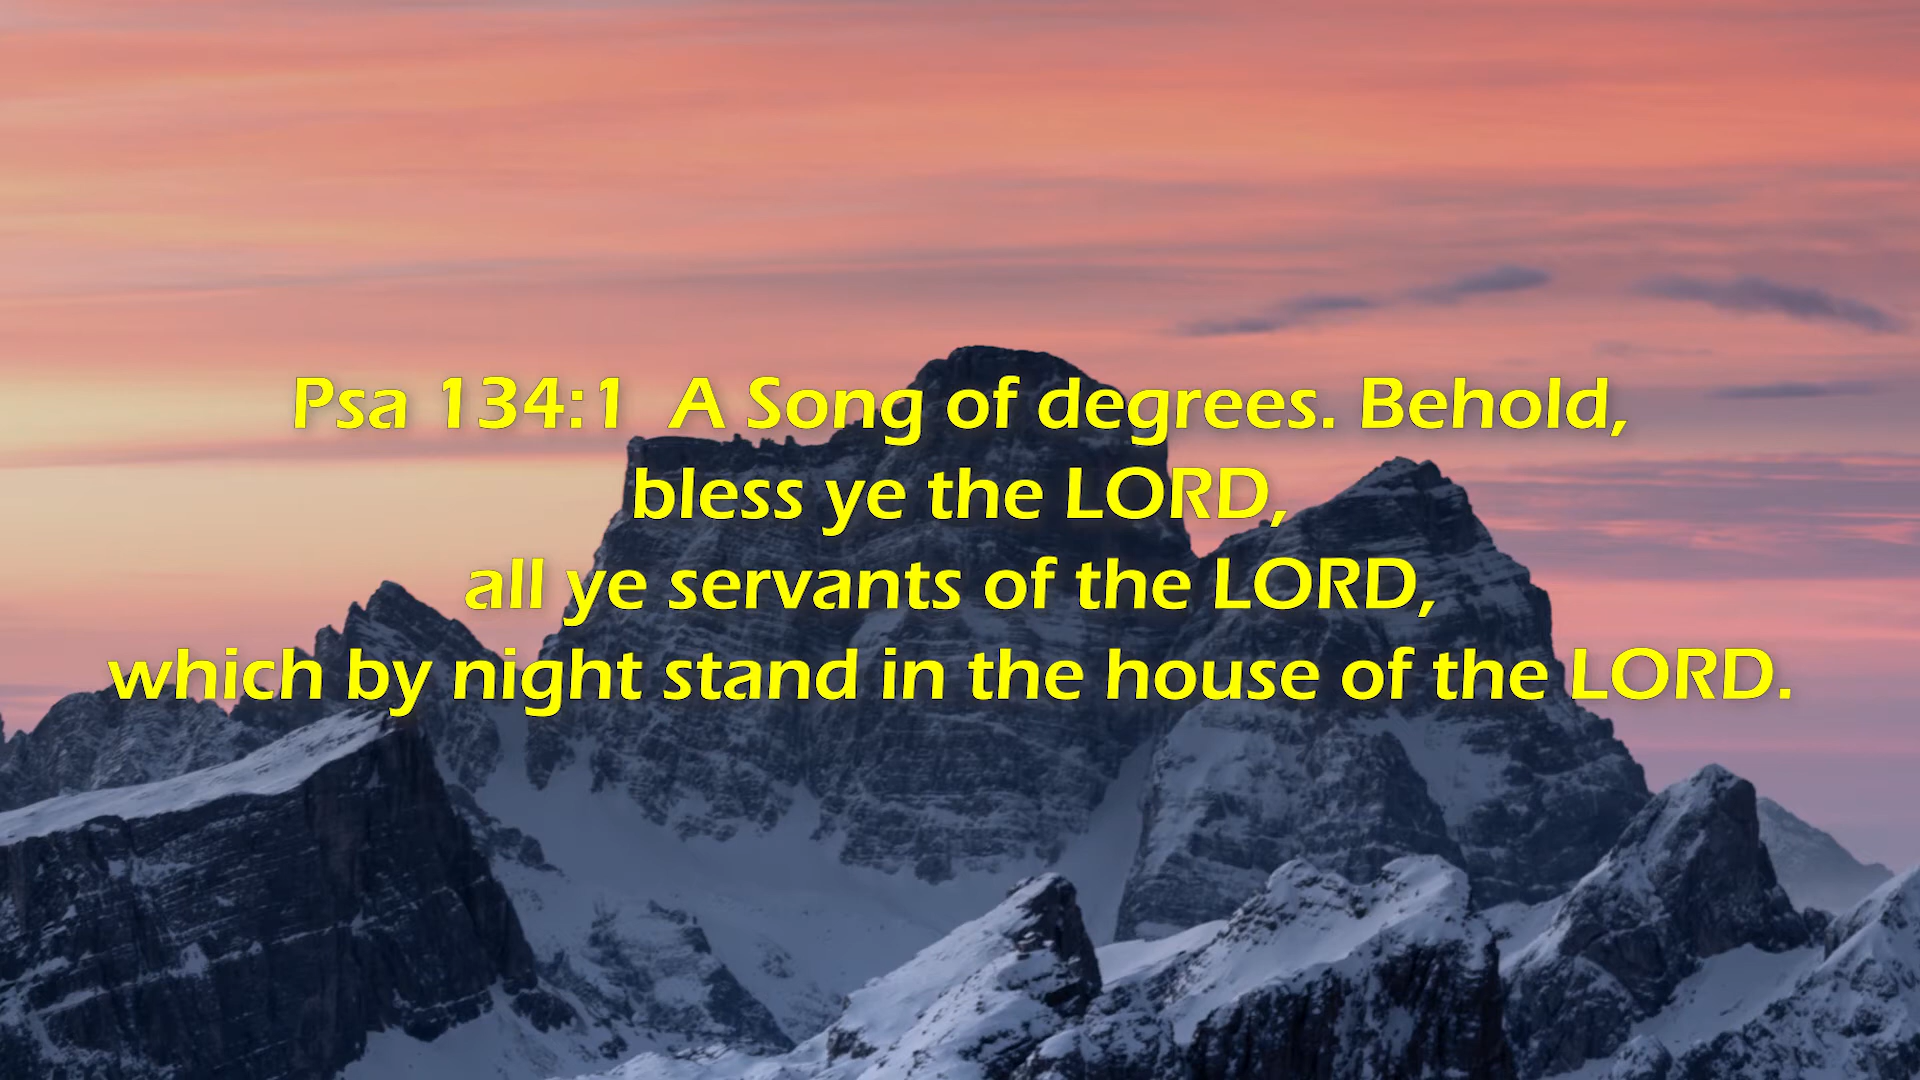 Psa 134:1  A Song of degrees. Behold,
bless ye the LORD,
all ye servants of the LORD,
which by night stand in the house of the LORD.